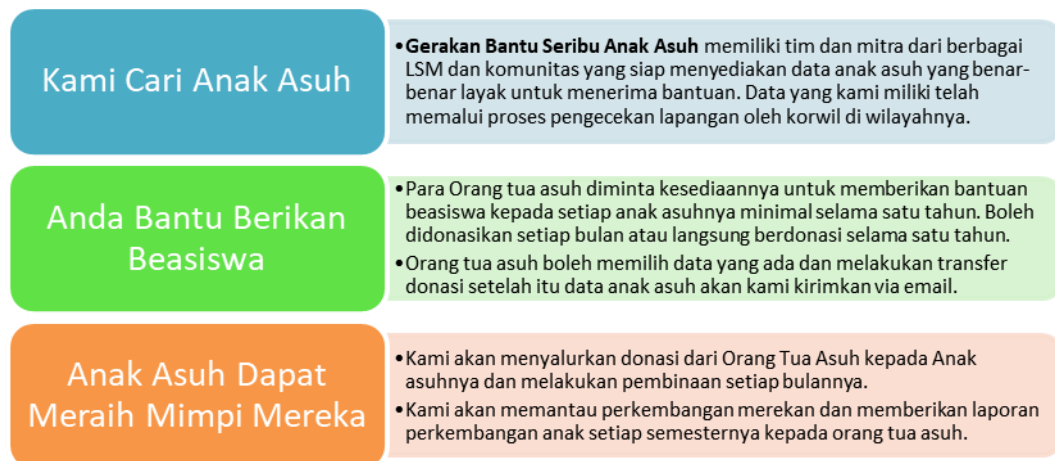 Kami Cari Anak Asuh
•Gerakan Bantu Seribu Anak Asuh memiliki tim dan mitra dari berbagai
LSM dan komunitas yang siap menyediakan data anak asuh yang benar-
benar layak untuk menerima bantuan. Data yang kami miliki telah
memalui proses pengecekan lapangan oleh korwil di wilayahnya.
Anda Bantu Berikan
Beasiswa
•Para Orang tua asuh diminta kesediaannya untuk memberikan bantuan
beasiswa kepada setiap anak asuhnya minimal selama satu tahun. Boleh
didonasikan setiap bulan atau langsung berdonasi selama satu tahun.
•Orang tua asuh boleh memilih data yang ada dan melakukan transfer
donasi setelah itu data anak asuh akan kami kirimkan via email.
Anak Asuh Dapat
Meraih Mimpi Mereka
•Kami akan menyalurkan donasi dari Orang Tua Asuh kepada Anak
asuhnya dan melakukan pembinaan setiap bulannya.
•Kami akan memantau perkembangan merekan dan memberikan laporan
perkembangan anak setiap semesternya kepada orang tua asuh.